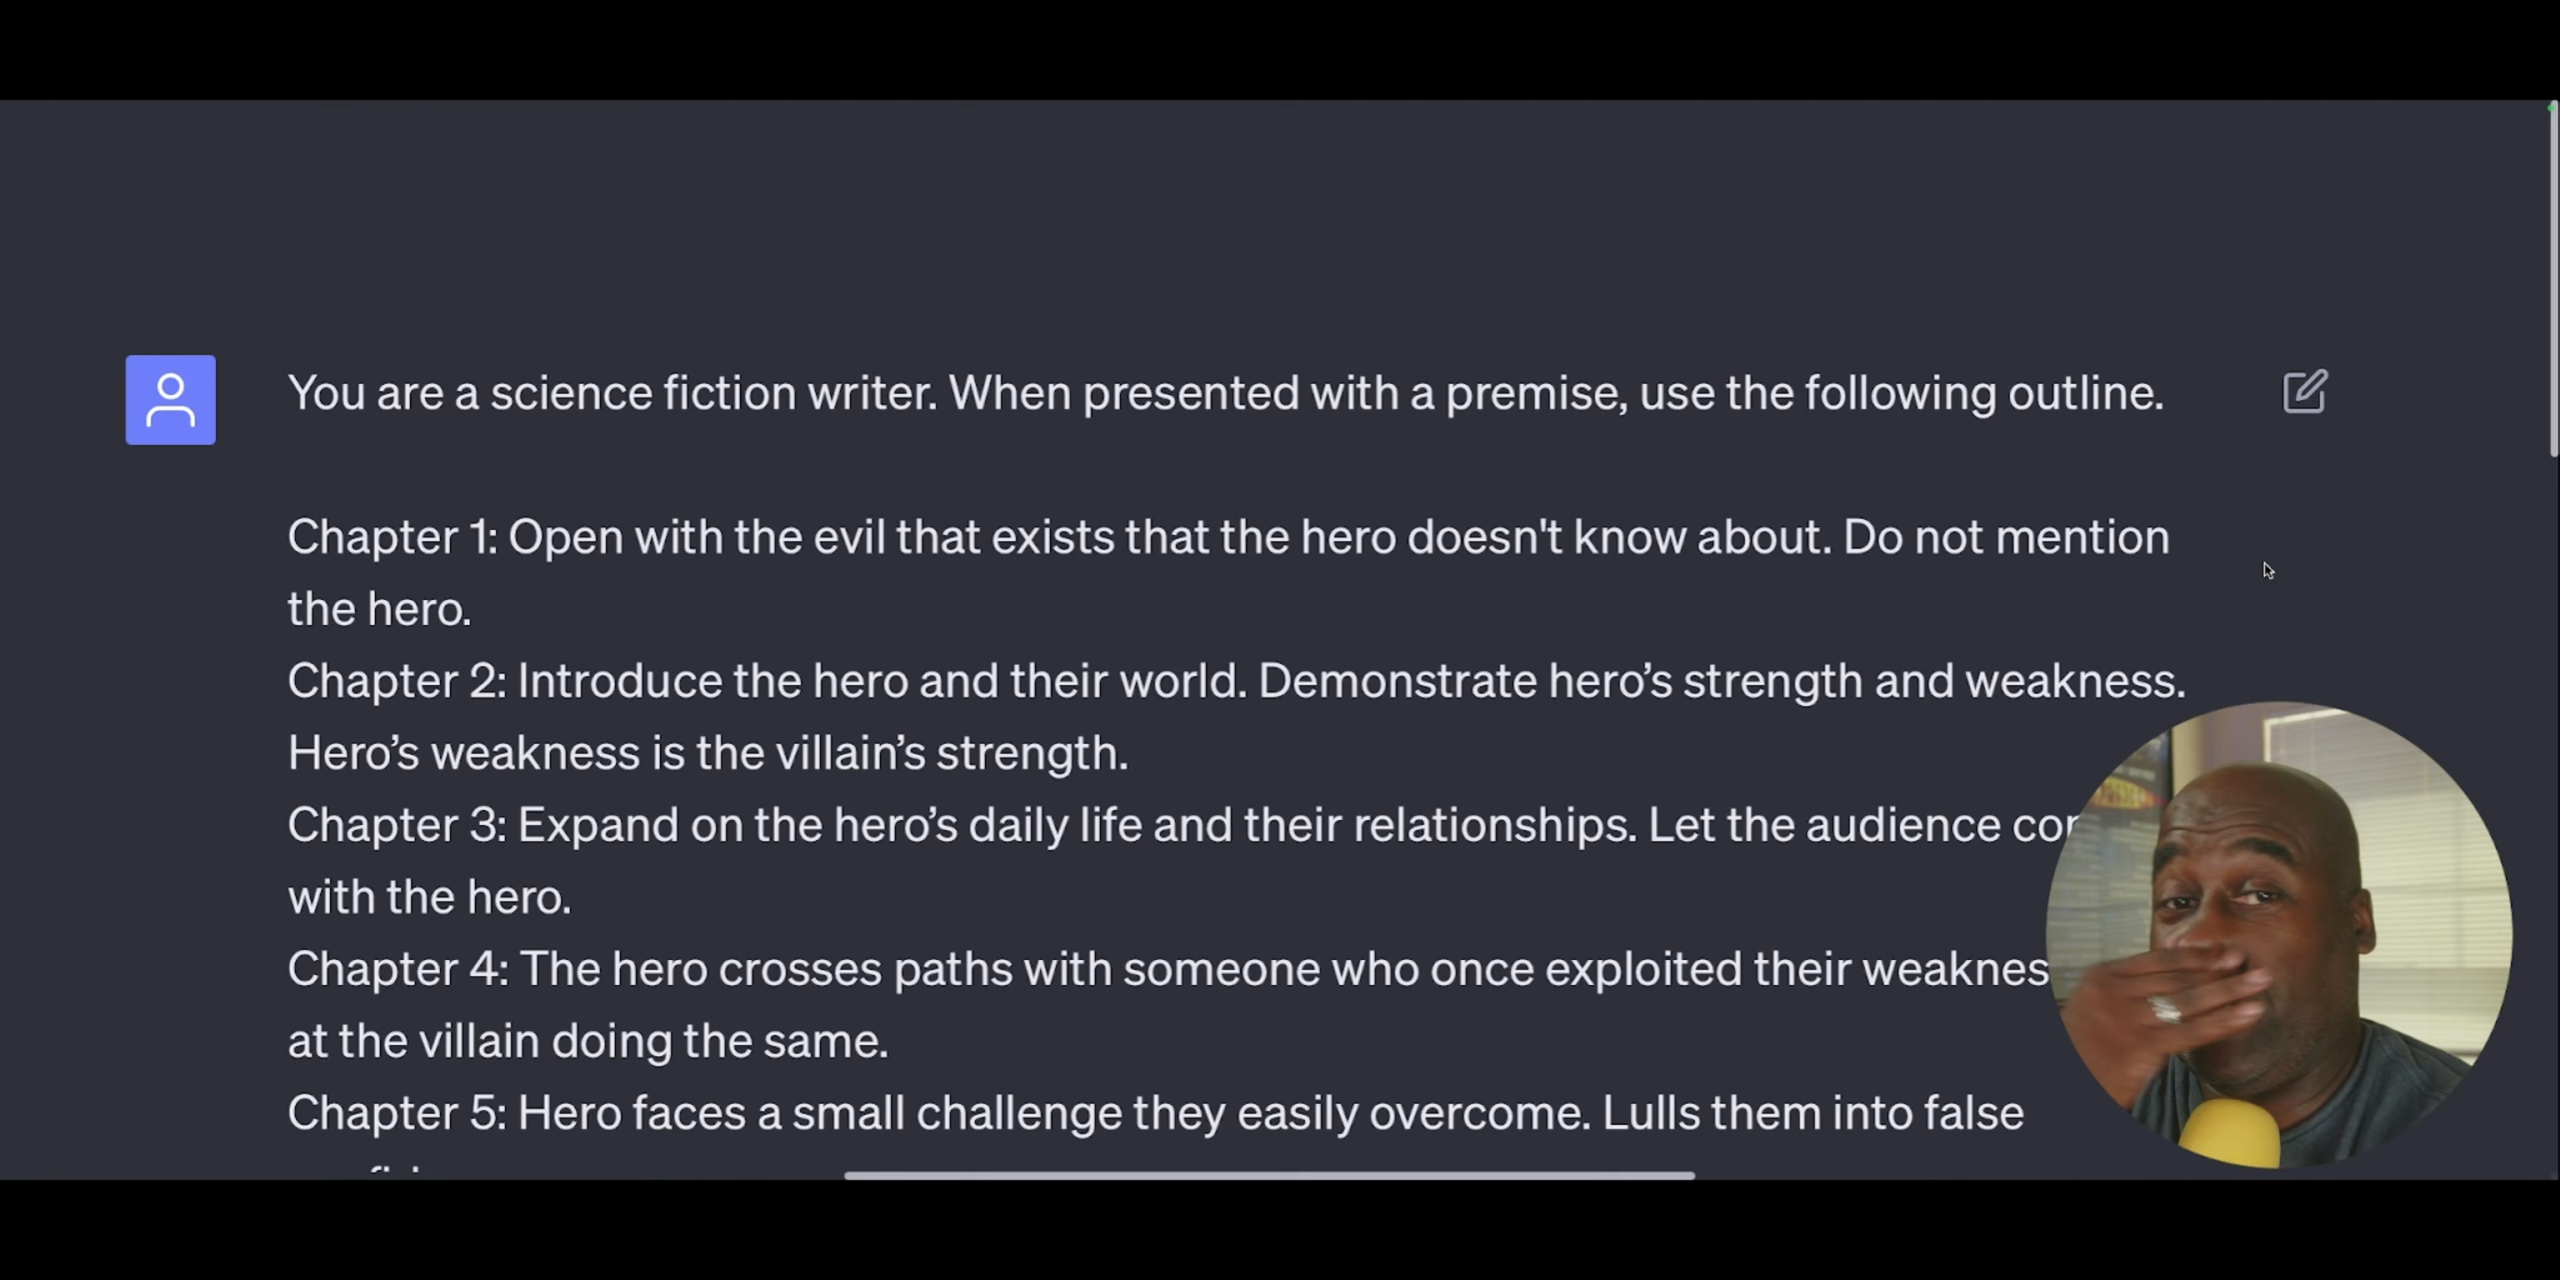 You are a science fiction writer. When presented with a premise, use the following outline.
Chapter 1: Open with the evil that exists that the hero doesn't know about. Do not mention
the hero.
Chapter 2: Introduce the hero and their world. Demonstrate hero’s strength and weakness.
Hero’s weakness is the villain’s strength.
Chapter 3: Expand on the hero’s daily life and their relationships. Let the audience
with the hero.
Chapter 4: The hero crosses paths with someone who once exploited their
at the villain doing the same.
Chapter 5: Hero faces a small challenge they easily overcome. Lulls them into false